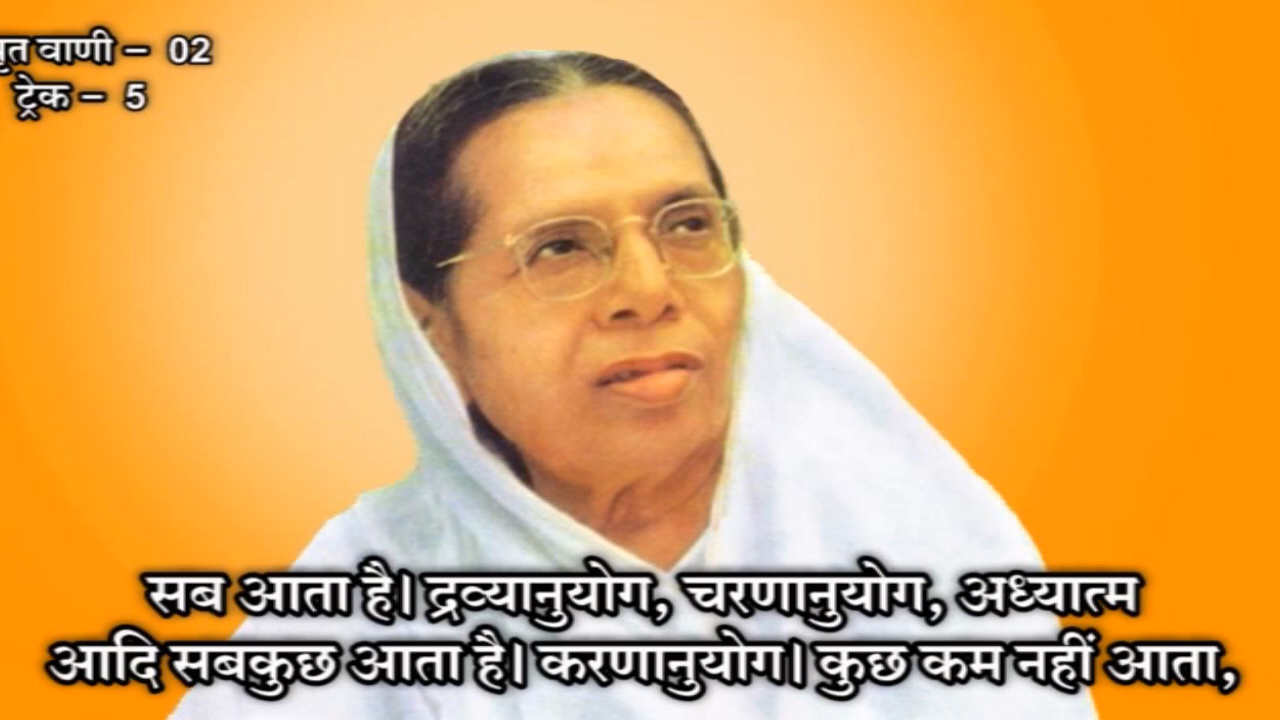 वाणी – 02
ट्रेक – 5
सब आता है। द्रव्यानुयोग, चरणानुयोग, अध्यात्म
आदि सबकुछ आता है। करणानुयोग। कुछ कम नहीं आता,